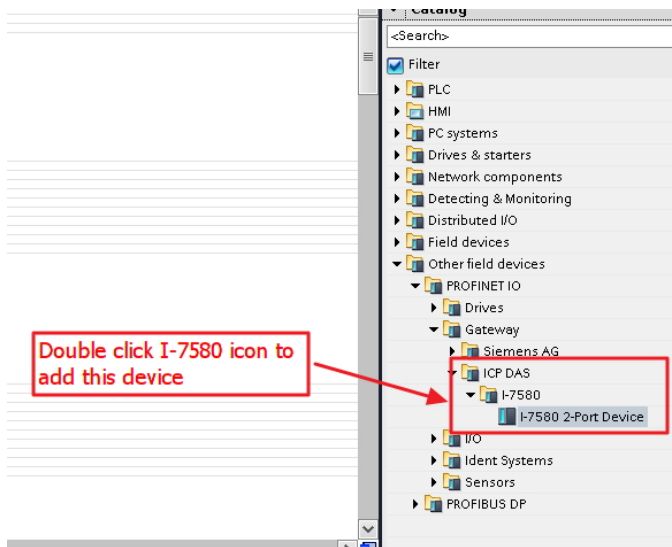 Catalog
<Search>
Filter
PLC
HMI
PC systems
Drives & starters
Network components
Detecting & Monitoring
Distributed I/O
Field devices
Other field devices
PROFINET IO
Drives
Gateway
Siemens AG
ICP DAS
I-7580
I-7580 2-Port Device
I/O
Ident Systems
Sensors
PROFIBUS DP
Double click I-7580 icon to
add this device